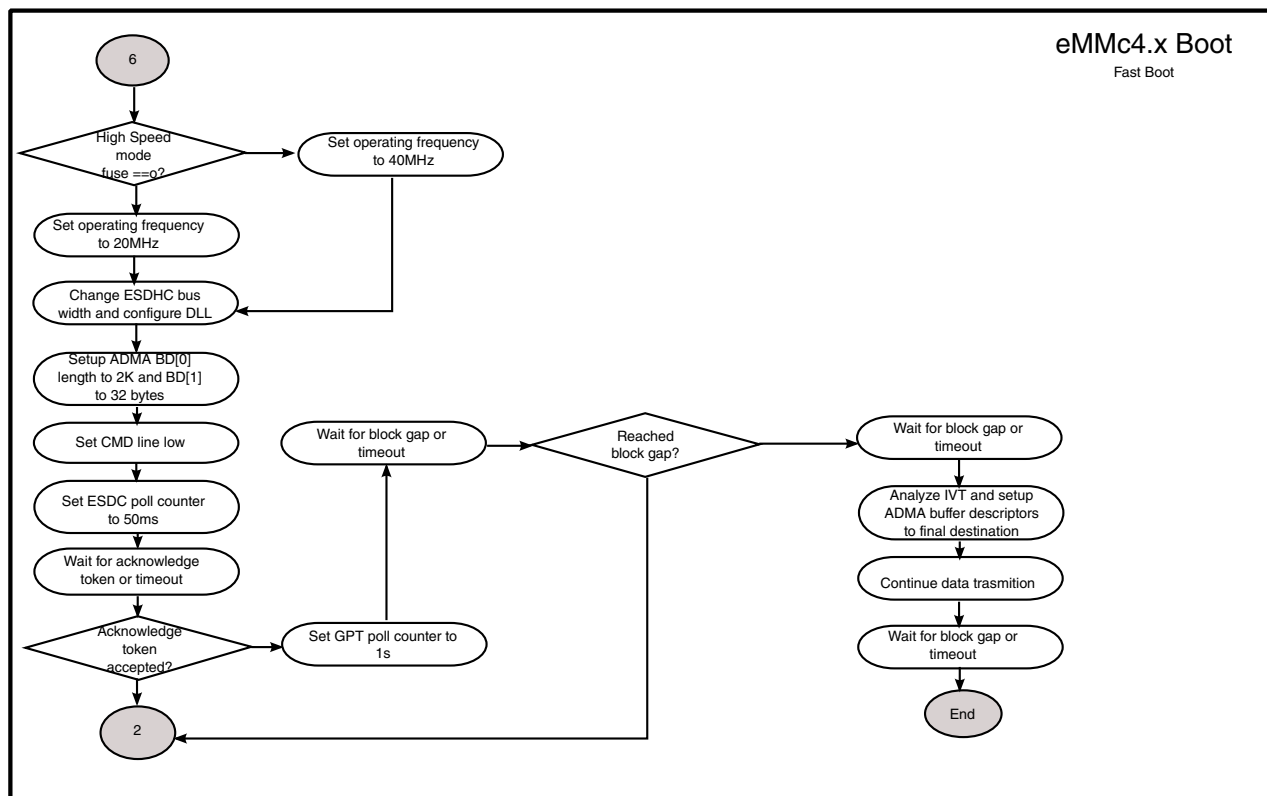 eMMc4.x Boot
Fast Boot
6
High Speed
mode
fuse ==o?
Set operating frequency
to 40MHz
Set operating frequency
to 20MHz
Change ESDHC bus
width and configure DLL
Setup ADMA BD[0]
length to 2K and BD[1]
to 32 bytes
Set CMD line low
Set ESDC poll counter
to 50ms
Wait for acknowledge
token or timeout
Acknowledge
token
accepted?
Set GPT poll counter to
1s
2
Wait for block gap or
timeout
Reached
block gap?
Wait for block gap or
timeout
Analyze IVT and setup
ADMA buffer descriptors
to final destination
Continue data trasmition
Wait for block gap or
timeout
End